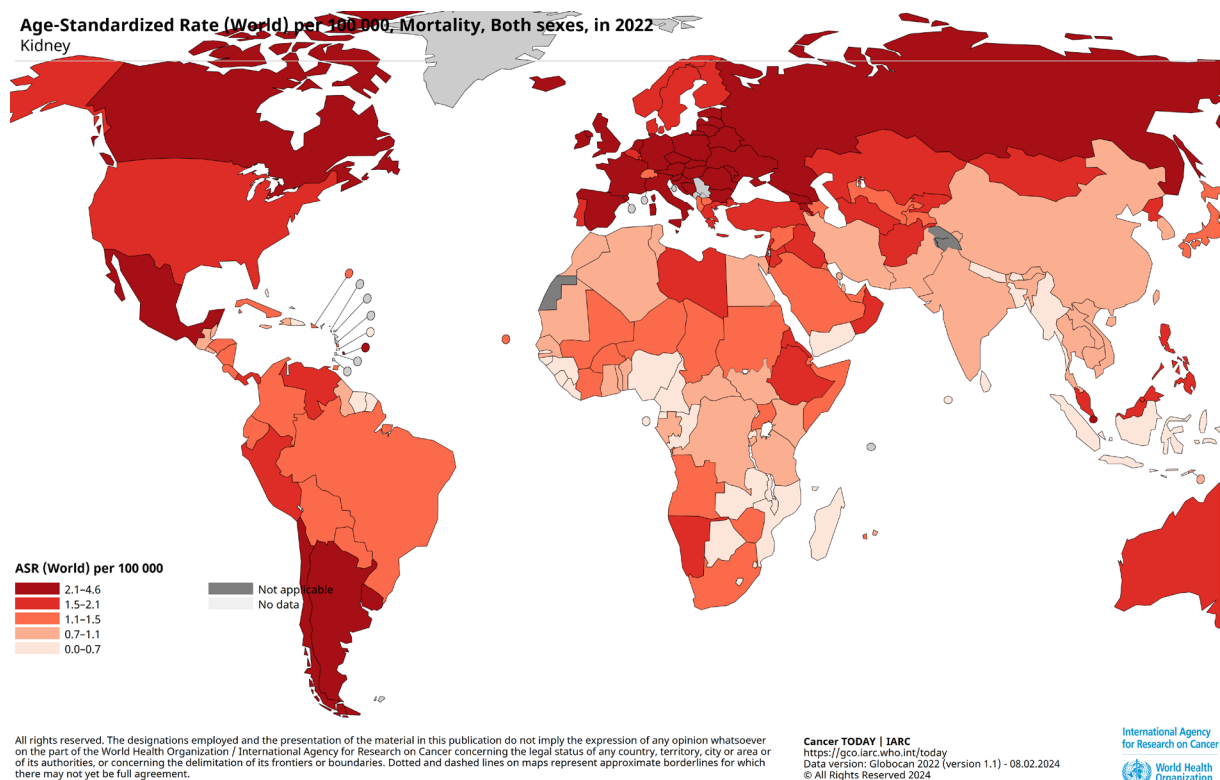 Age-Standardized Rate (World) per 100 000, Mortality, Both sexes, in 2022
Kidney
ASR (World) per 100 000
2.1–4.6
1.5–2.1
1.1–1.5
0.7–1.1
0.0–0.7
Not applicable
No data
All rights reserved. The designations employed and the presentation of the material in this publication do not imply the expression of any opinion whatsoever
on the part of the World Health Organization / International Agency for Research on Cancer concerning the legal status of any country, territory, city or area or
of its authorities, or concerning the delimitation of its frontiers or boundaries. Dotted and dashed lines on maps represent approximate borderlines for which
there may not yet be full agreement.
Cancer TODAY | IARC
https://gco.iarc.who.int/today
Data version: Globocan 2022 (version 1.1) - 08.02.2024
© All Rights Reserved 2024
International Agency
for Research on Cancer
World Health
Organization